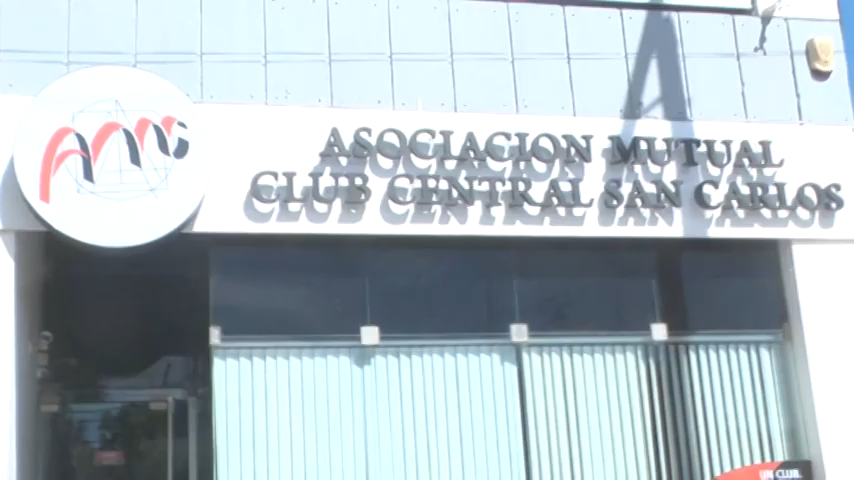 ASOCIACION MUTUAL
CLUB CENTRAL SAN CARLOS
UN CLUB.